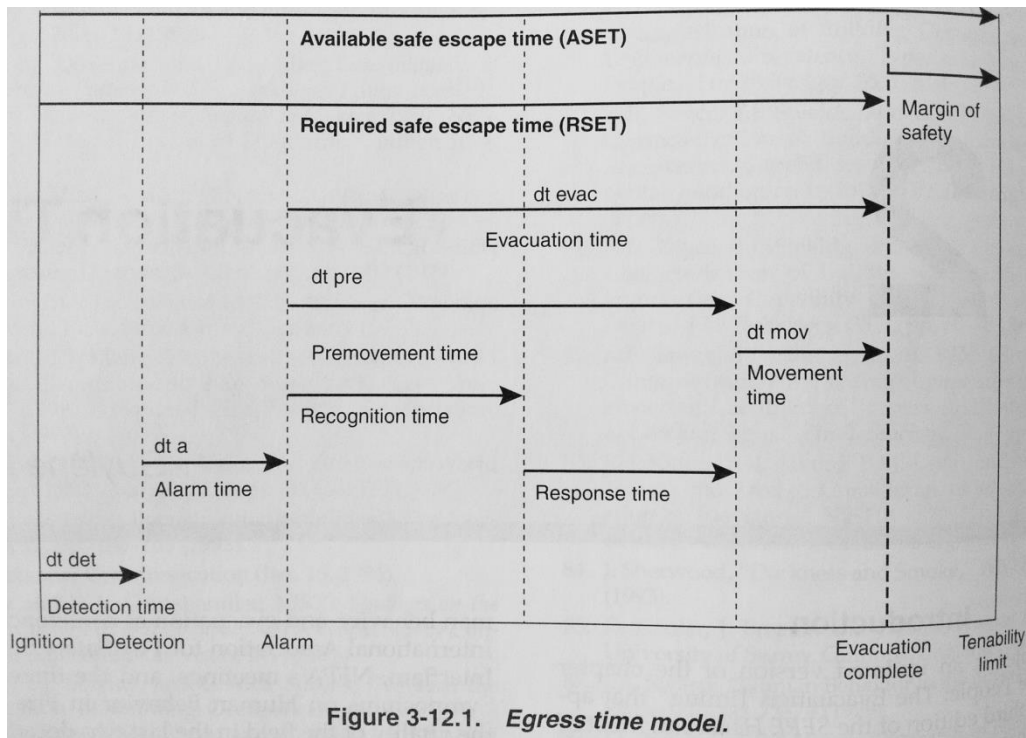 Available safe escape time (ASET)
Required safe escape time (RSET)
Margin of
safety
dt evac
Evacuation time
dt pre
Premovement time
dt mov
Movement
time
Recognition time
dt a
Alarm time
Response time
dt det
Detection time
Ignition
Detection
Alarm
Evacuation
complete
Tenability
limit
Figure 3-12.1. Egress time model.